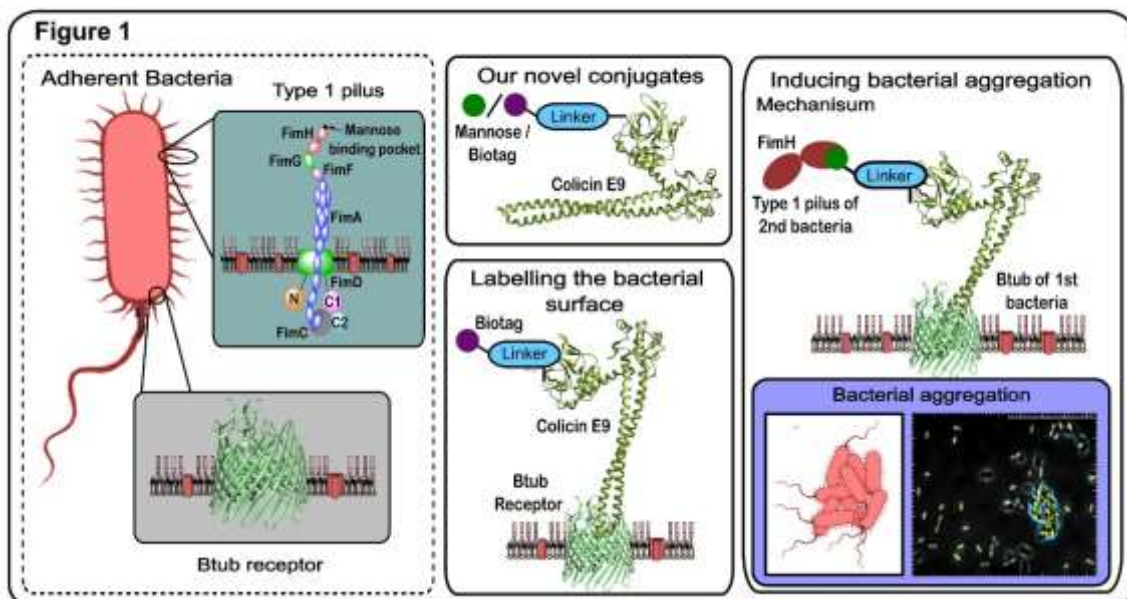 Figure 1
Adherent Bacteria
Type 1 pilus
FimH
Mannose
binding pocket
FimG
FimF
FimA
FimD
N
C1
C2
FimC
Btub receptor
Our novel conjugates
Linker
Mannose /
Biotag
Colicin E9
Labelling the bacterial
surface
Biotag
Linker
Colicin E9
Btub
Receptor
Inducing bacterial aggregation
Mechanisum
FimH
Linker
Type 1 pilus of
2nd bacteria
Btub of 1st
bacteria
Bacterial aggregation